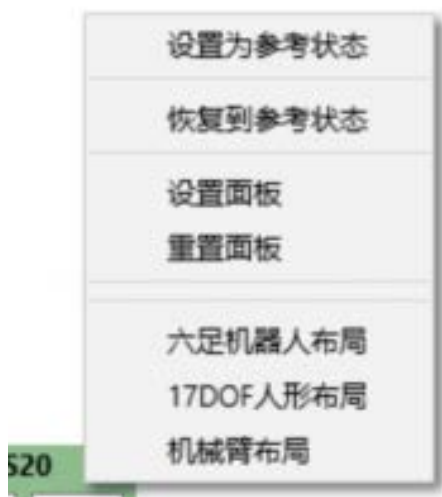 设置为参考状态
恢复到参考状态
设置面板
重置面板
六足机器人布局
17DOF人形布局
机械臂布局
S20